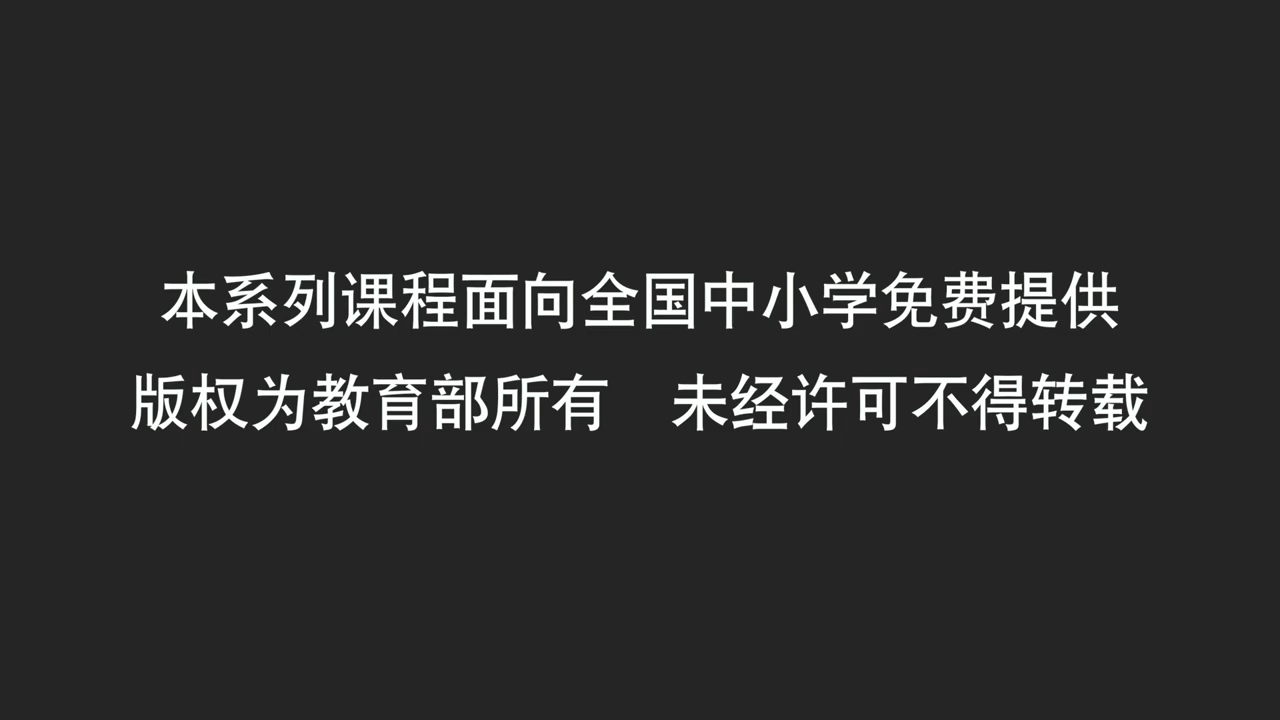 本系列课程面向全国中小学免费提供
版权为教育部所有　未经许可不得转载